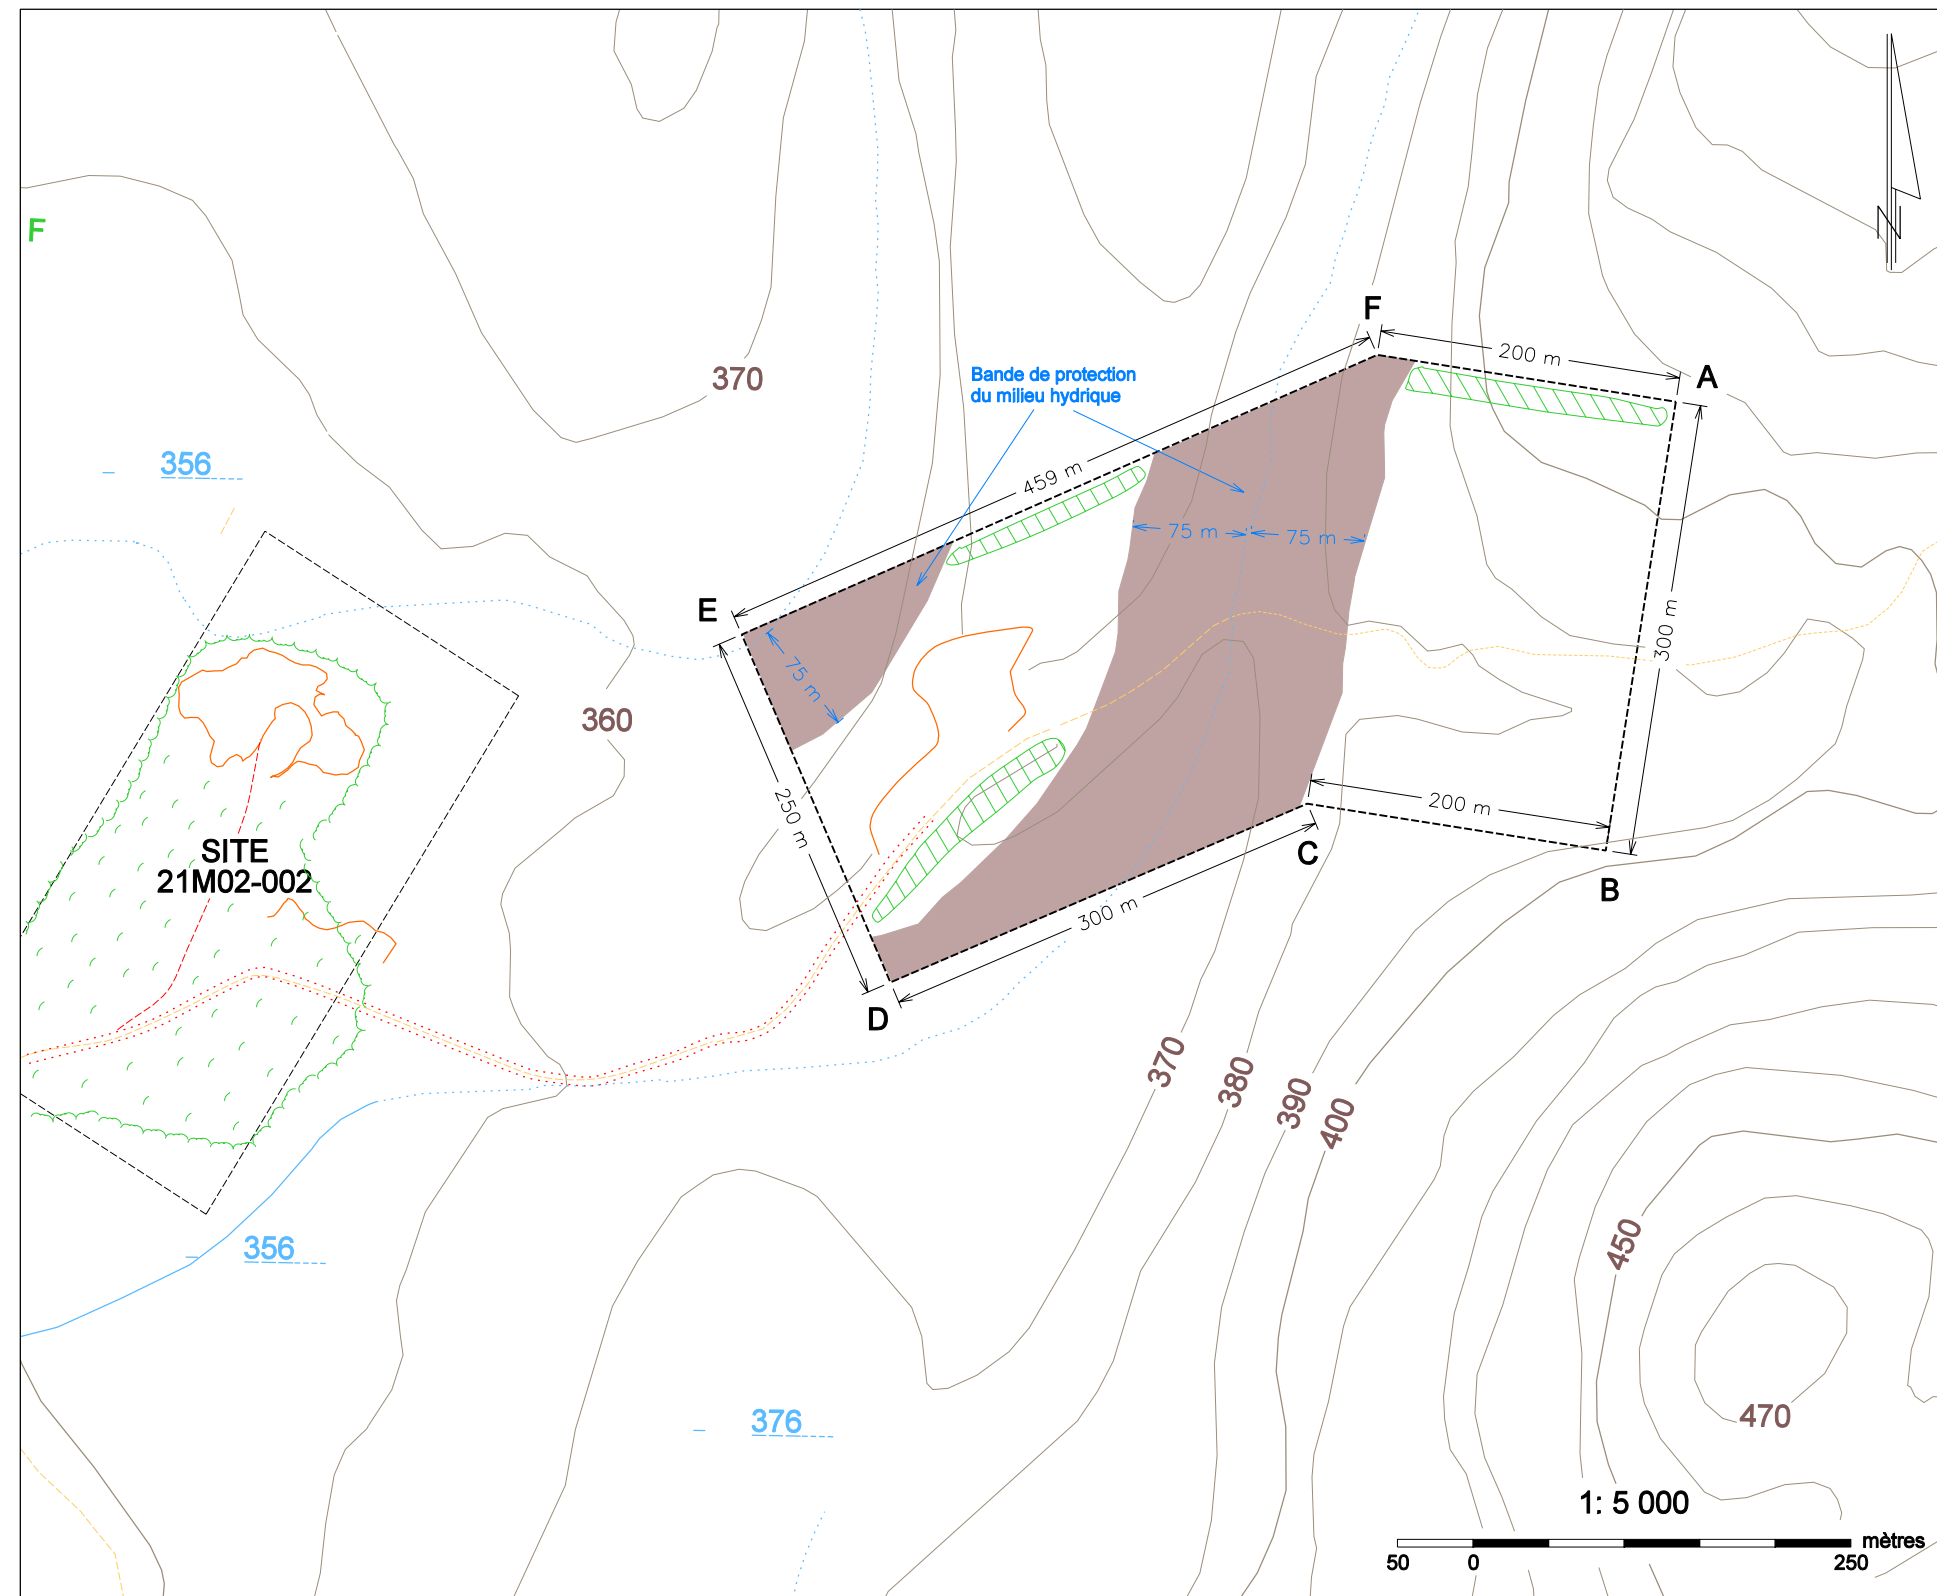 N
F
F
200 m
A
370
Bande de protection
du milieu hydrique
459 m
356
75 m
75 m
E
300 m
75 m
360
250 m
200 m
SITE
21M02-002
C
B
300 m
D
370
380
390
400
356
450
376
470
1: 5 000
mètres
50
0
250